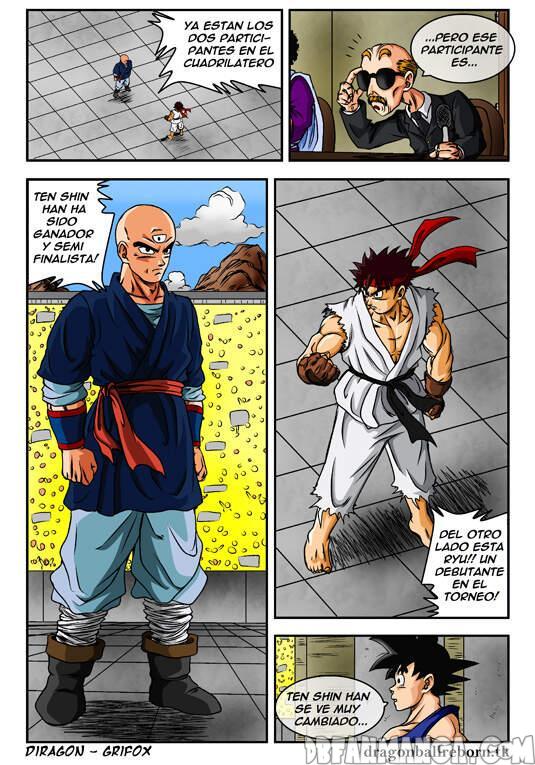 YA ESTAN LOS
DOS PARTICI-
PANTES EN EL
CUADRILATERO
...PERO ESE
PARTICIPANTE
ES...
TEN SHIN
HAN HA
SIDO
GANADOR
Y SEMI
FINALISTA!
DEL OTRO
LADO ESTA
RYU!! UN
DEBUTANTE
EN EL
TORNEO!
TEN SHIN HAN
SE VE MUY
CAMBIADO...
DIRAGON - GRIFOX
dragonballreborn.tk
DBFANMANGA.COM